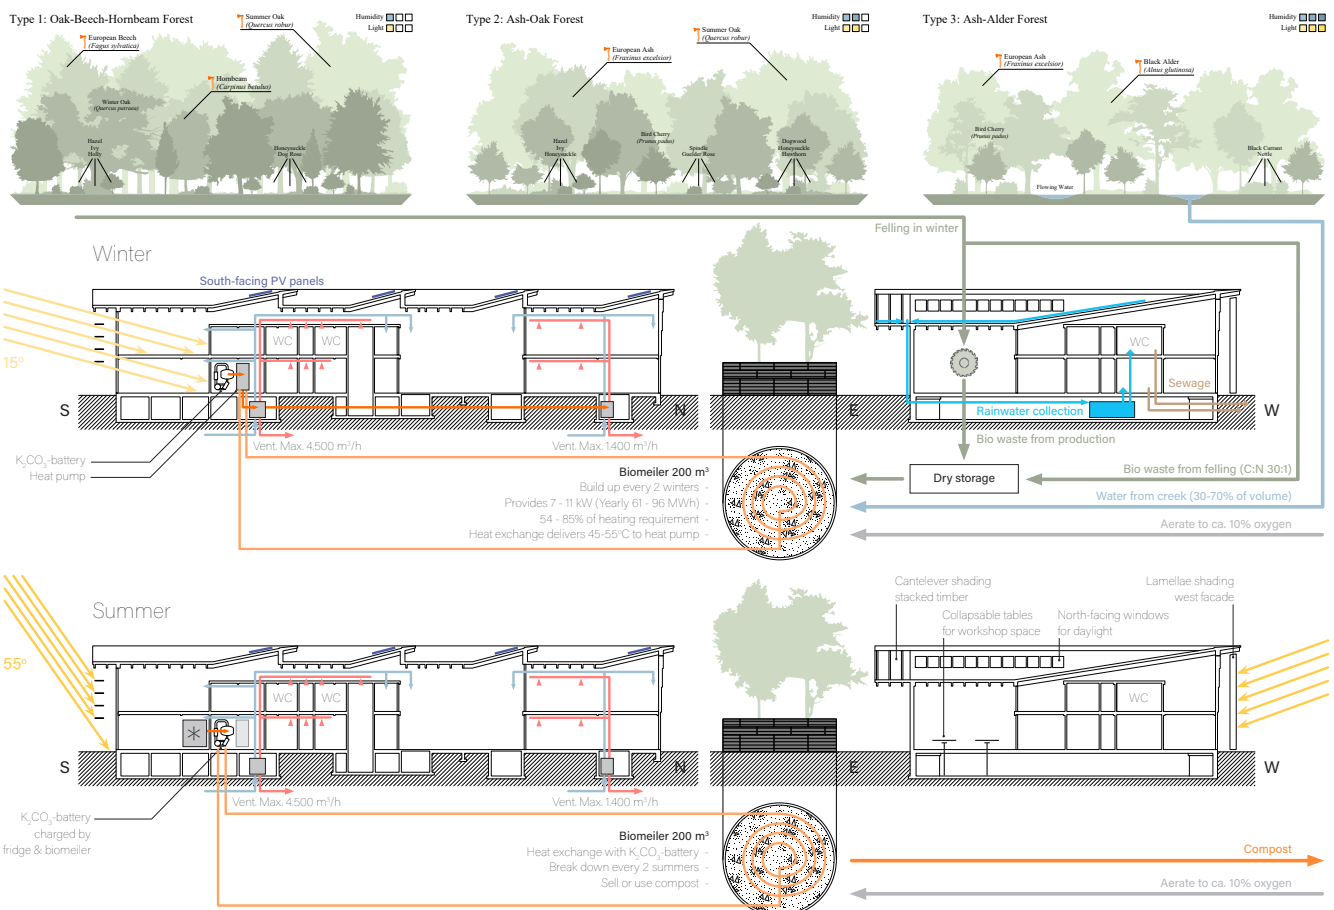 Type 1: Oak-Beech-Hornbeam Forest
Humidity
Light
European Beech
(Fagus sylvatica)
Summer Oak
(Quercus robur)
Hornbeam
(Carpinus betulus)
Winter Oak
(Quercus petraea)
Hazel
Ivy
Holly
Honeysuckle
Dog Rose
Type 2: Ash-Oak Forest
Humidity
Light
European Ash
(Fraxinus excelsior)
Summer Oak
(Quercus robur)
Bird Cherry
(Prunus padus)
Hazel
Ivy
Honeysuckle
Spindle
Guelder Rose
Dogwood
Honeysuckle
Hawthorn
Type 3: Ash-Alder Forest
Humidity
Light
European Ash
(Fraxinus excelsior)
Black Alder
(Alnus glutinosa)
Bird Cherry
(Prunus padus)
Black Currant
Nettle
Flowing Water
Winter
South-facing PV panels
15°
WC
WC
S
N
Vent. Max. 4.500 m³/h
Vent. Max. 1.400 m³/h
K₂CO₃-battery
Heat pump
Biomeiler 200 m³
Build up every 2 winters -
Provides 7 - 11 kW (Yearly 61 - 96 MWh) -
54 - 85% of heating requirement -
Heat exchange delivers 45-55°C to heat pump -
Felling in winter
WC
Sewage
Rainwater collection
E
W
Bio waste from production
Dry storage
Bio waste from felling (C:N 30:1)
Water from creek (30-70% of volume)
Aerate to ca. 10% oxygen
Summer
55°
WC
WC
S
N
Vent. Max. 4.500 m³/h
Vent. Max. 1.400 m³/h
K₂CO₃-battery
charged by
fridge & biomeiler
Biomeiler 200 m³
Heat exchange with K₂CO₃-battery -
Break down every 2 summers -
Sell or use compost -
Cantelever shading
stacked timber
Collapsable tables
for workshop space
North-facing windows
for daylight
Lamellae shading
west facade
WC
E
W
Compost
Aerate to ca. 10% oxygen